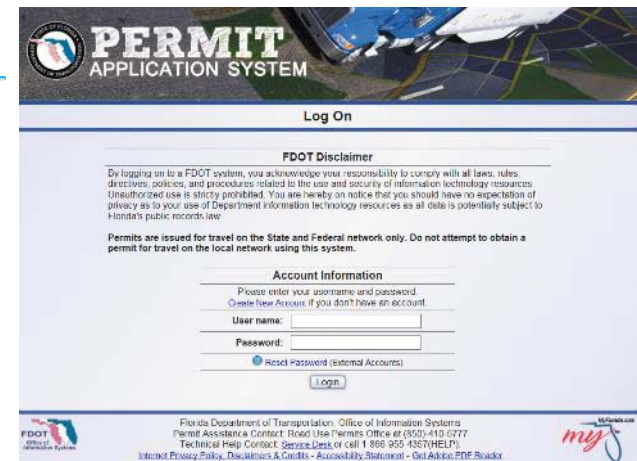 PERMIT
APPLICATION SYSTEM
Log On
FDOT Disclaimer
By logging on to a FDOT system, you acknowledge your responsibility to comply with all laws, rules,
directives, policies, and procedures related to the use and security of information technology resources.
Unauthorized use is strictly prohibited. You are hereby on notice that you should have no expectation of
privacy as to your use of Department information technology resources as all data is potentially subject to
Florida's public records law
Permits are issued for travel on the State and Federal network only. Do not attempt to obtain a
permit for travel on the local network using this system.
Account Information
Please enter your username and password.
Create New Account if you don't have an account.
User name:
Password:
Reset Password (External Accounts)
Login
FDOT
Office of
Information Systems
Florida Department of Transportation. Office of Information Systems
Permit Assistance Contact: Road Use Permits Office at (850)-410-5777
Technical Help Contact: Service Desk or call 1 866 955 4357(HELP).
Internet Privacy Policy, Disclaimers & Credits - Accessibility Statement - Get Adobe PDF Reader
MyFlorida.com
my